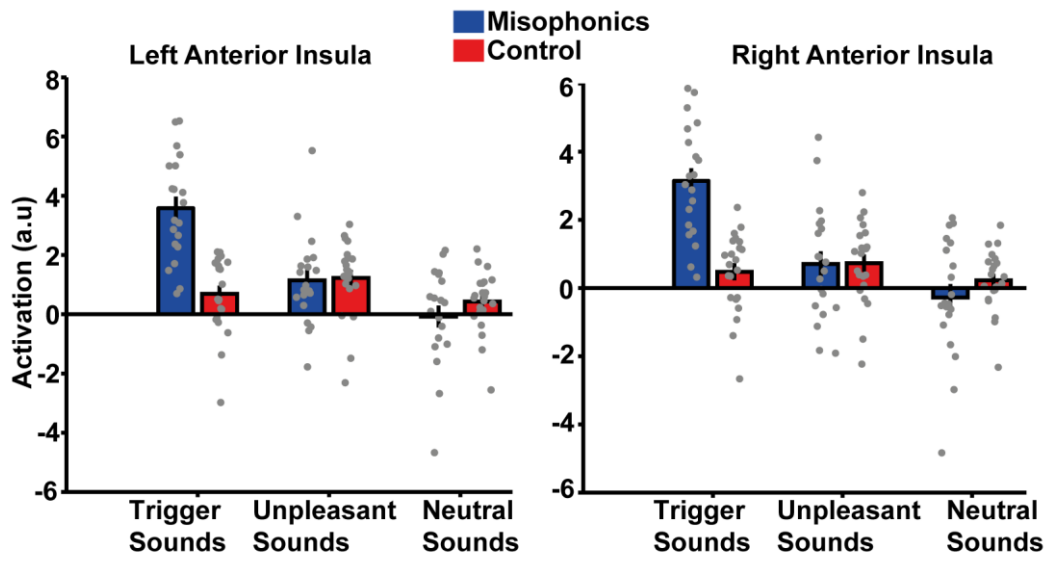 Misophonics
Control
Left Anterior Insula
Right Anterior Insula
Activation (a.u)
8
6
4
2
0
-2
-4
-6
6
4
2
0
-2
-4
-6
Trigger Sounds
Unpleasant Sounds
Neutral Sounds
Trigger Sounds
Unpleasant Sounds
Neutral Sounds